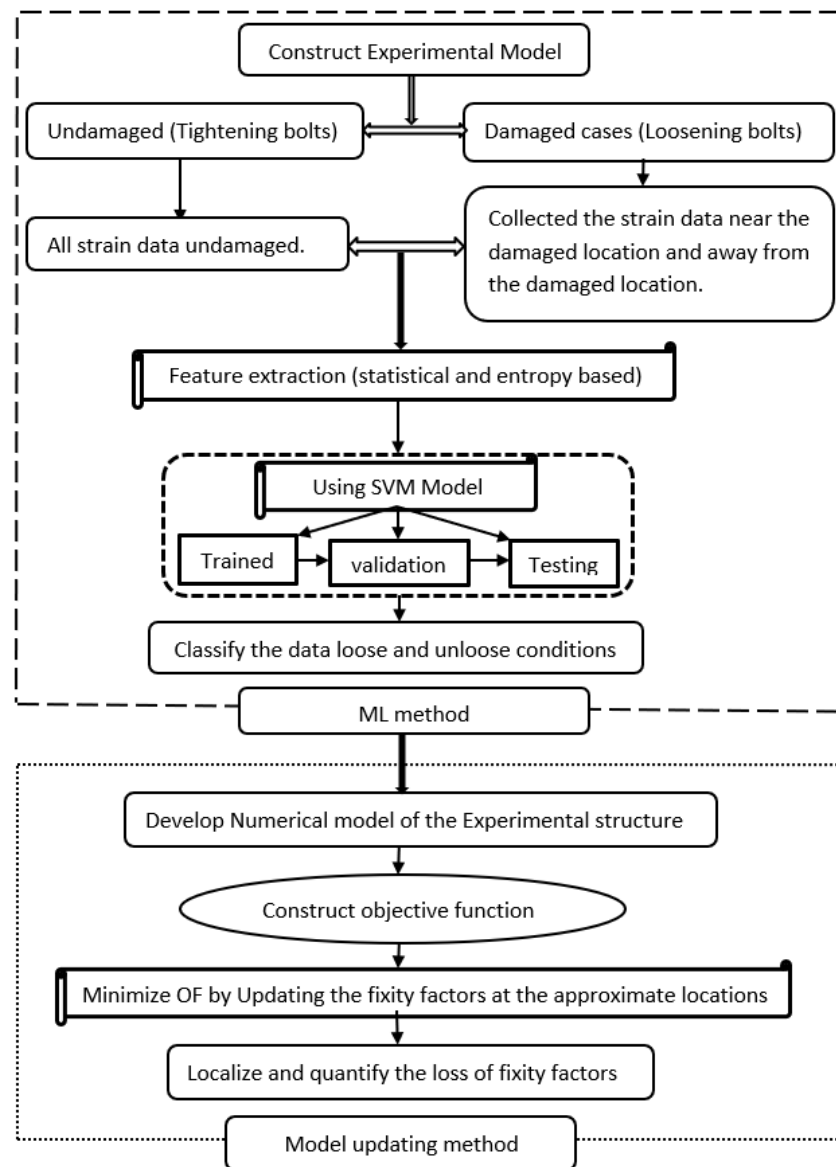 Construct Experimental Model
Undamaged (Tightening bolts)
Damaged cases (Loosening bolts)
All strain data undamaged.
Collected the strain data near the
damaged location and away from
the damaged location.
Feature extraction (statistical and entropy based)
Using SVM Model
Trained
validation
Testing
Classify the data loose and unloose conditions
ML method
Develop Numerical model of the Experimental structure
Construct objective function
Minimize OF by Updating the fixity factors at the approximate locations
Localize and quantify the loss of fixity factors
Model updating method